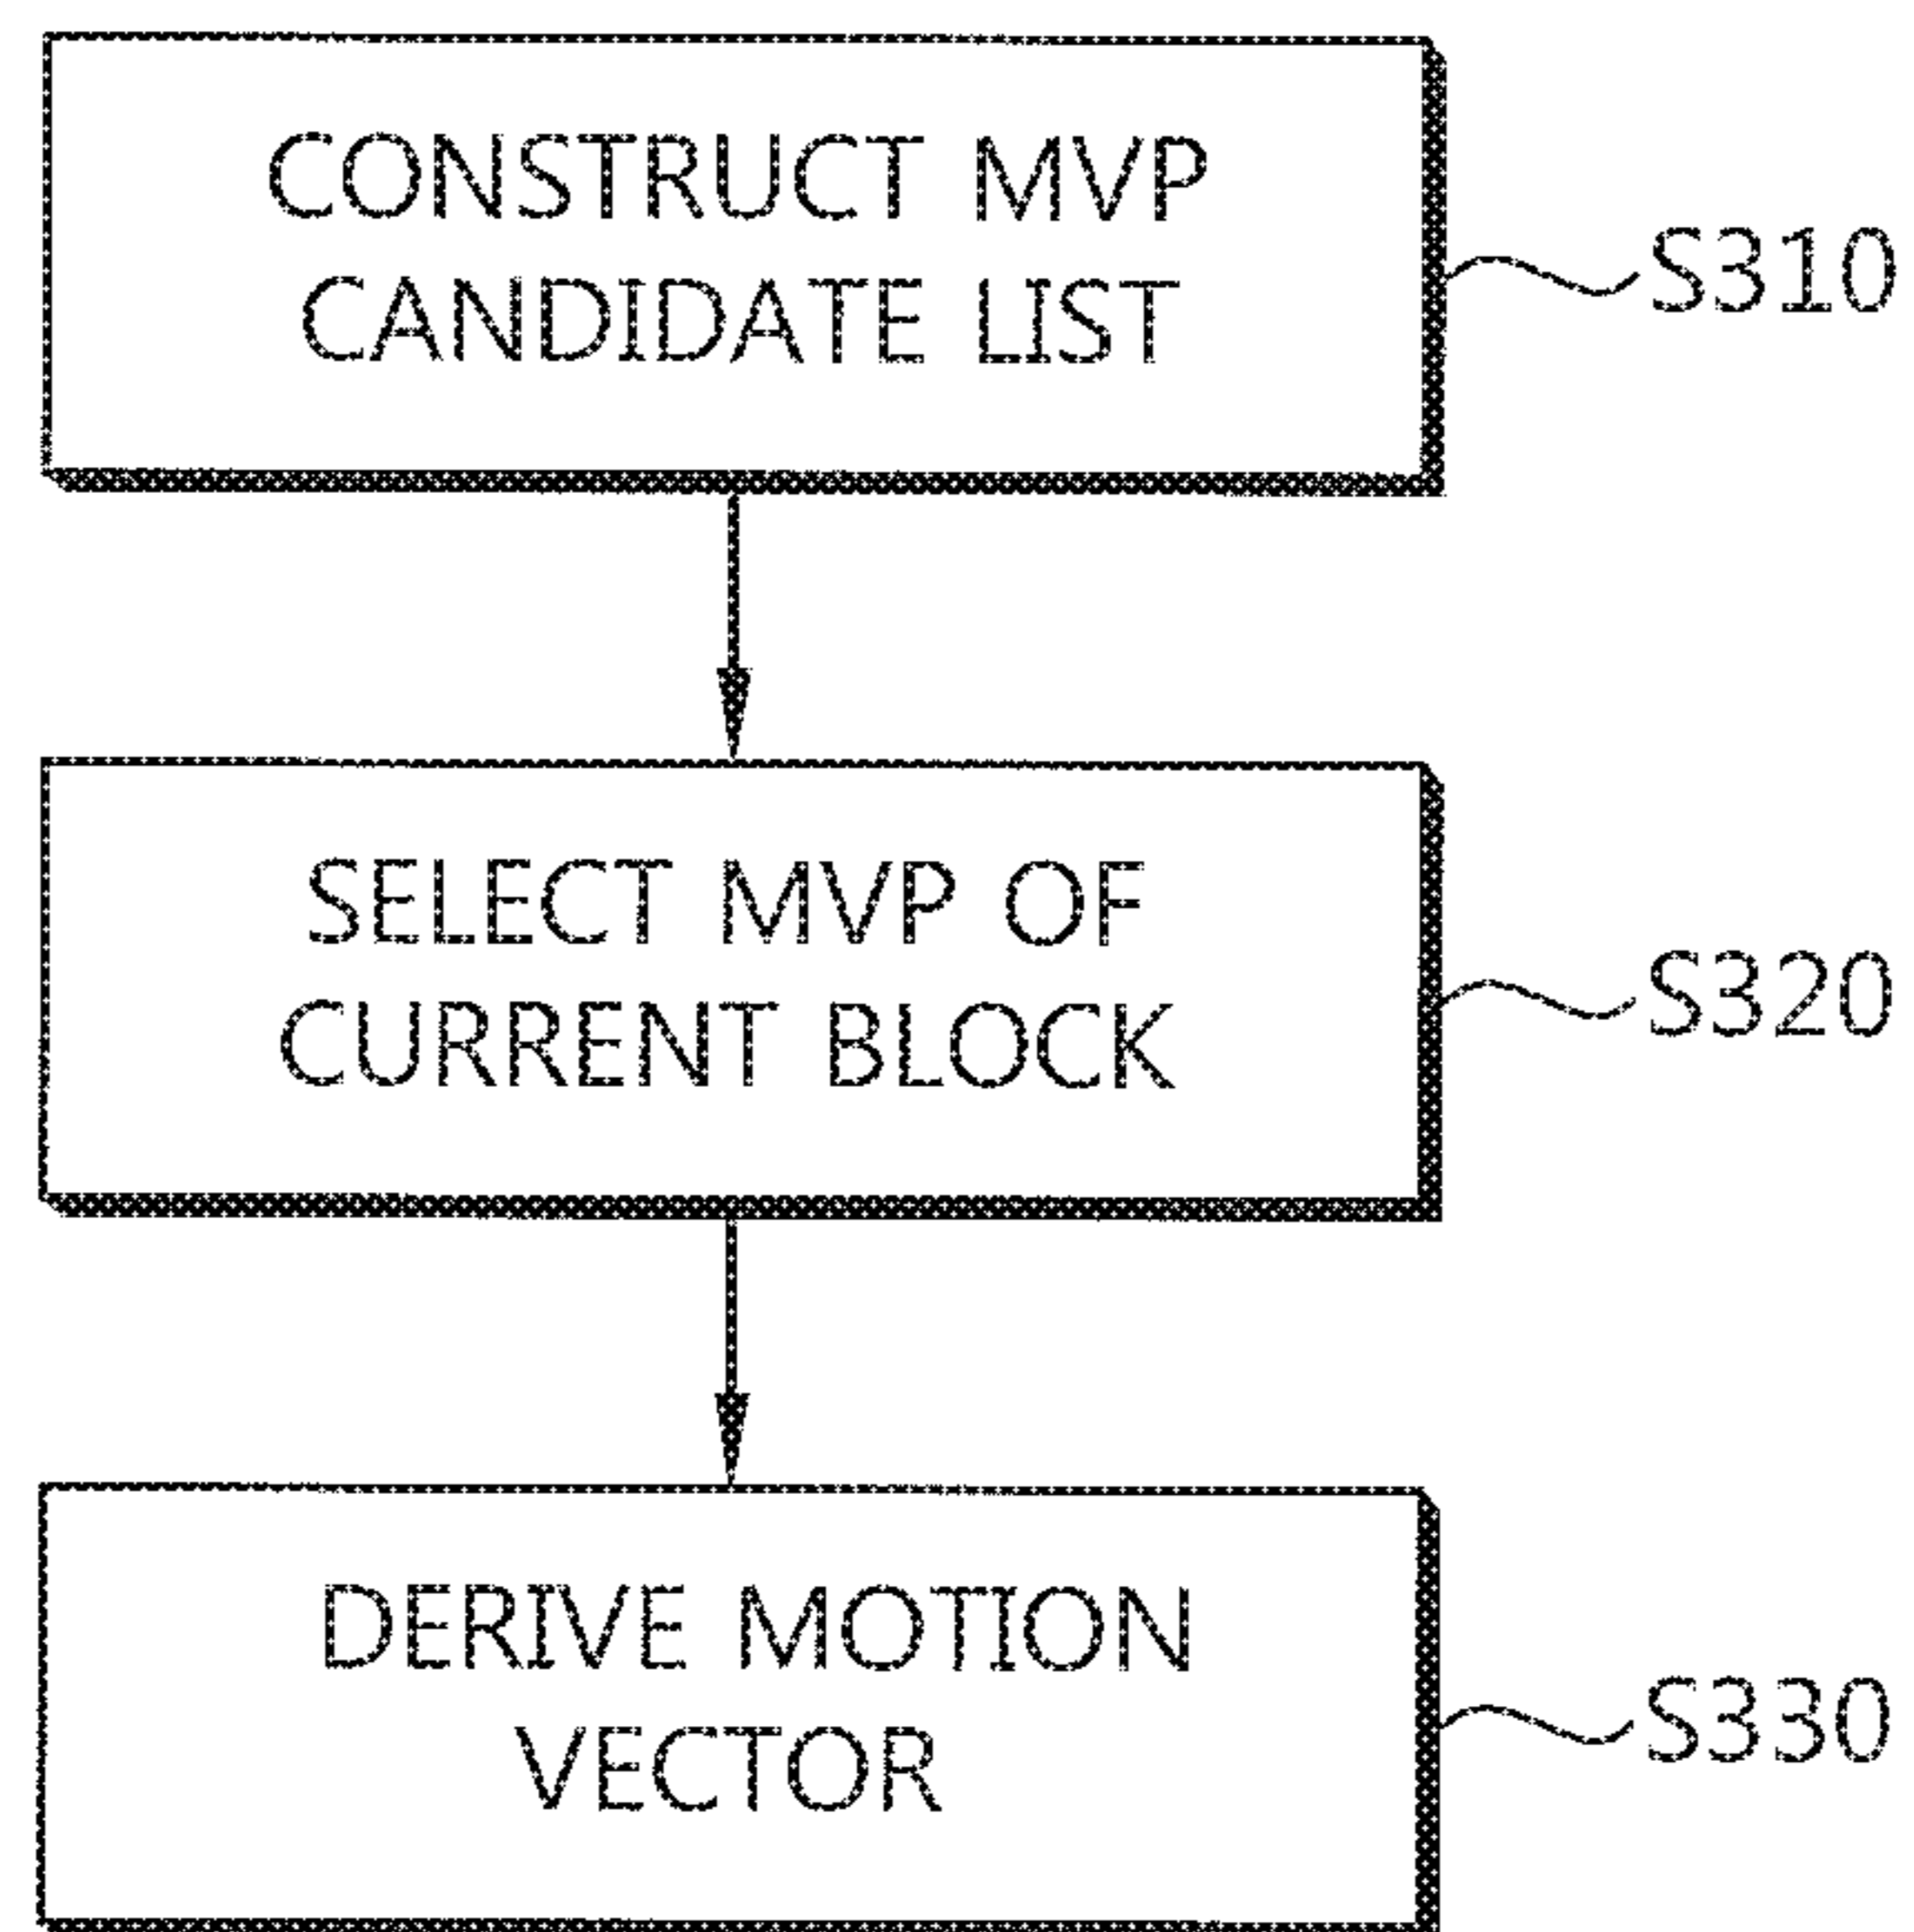 CONSTRUCT MVP
CANDIDATE LIST
S310
SELECT MVP OF
CURRENT BLOCK
S320
DERIVE MOTION
VECTOR
S330